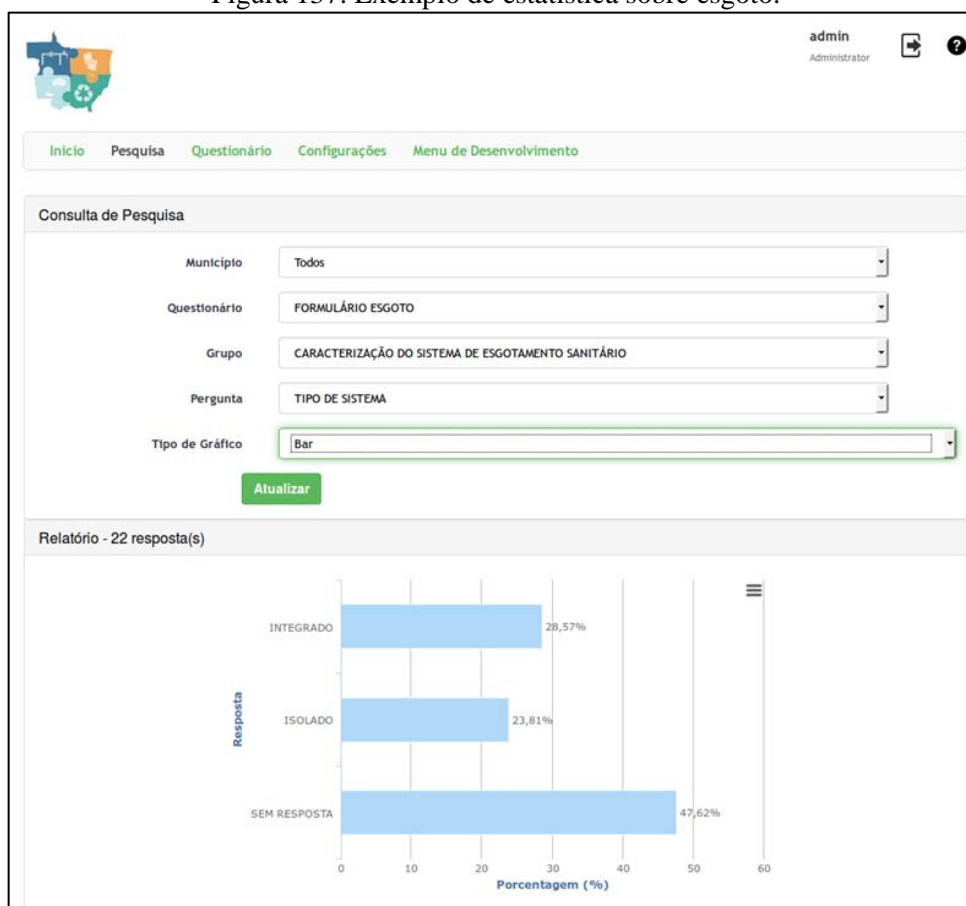 Figura 137. Exemplo de estatística sobre esgoto.
admin
Administrator
Inicio Pesquisa Questionário Configurações Menu de Desenvolvimento
Consulta de Pesquisa
Município Todos
Questionário FORMULÁRIO ESGOTO
Grupo CARACTERIZAÇÃO DO SISTEMA DE ESGOTAMENTO SANITÁRIO
Pergunta TIPO DE SISTEMA
Tipo de Gráfico Bar
Atualizar
Relatório - 22 resposta(s)
INTEGRADO 28,57%
ISOLADO 23,81%
SEM RESPOSTA 47,62%
Resposta
0 10 20 30 40 50 60
Porcentagem (%)